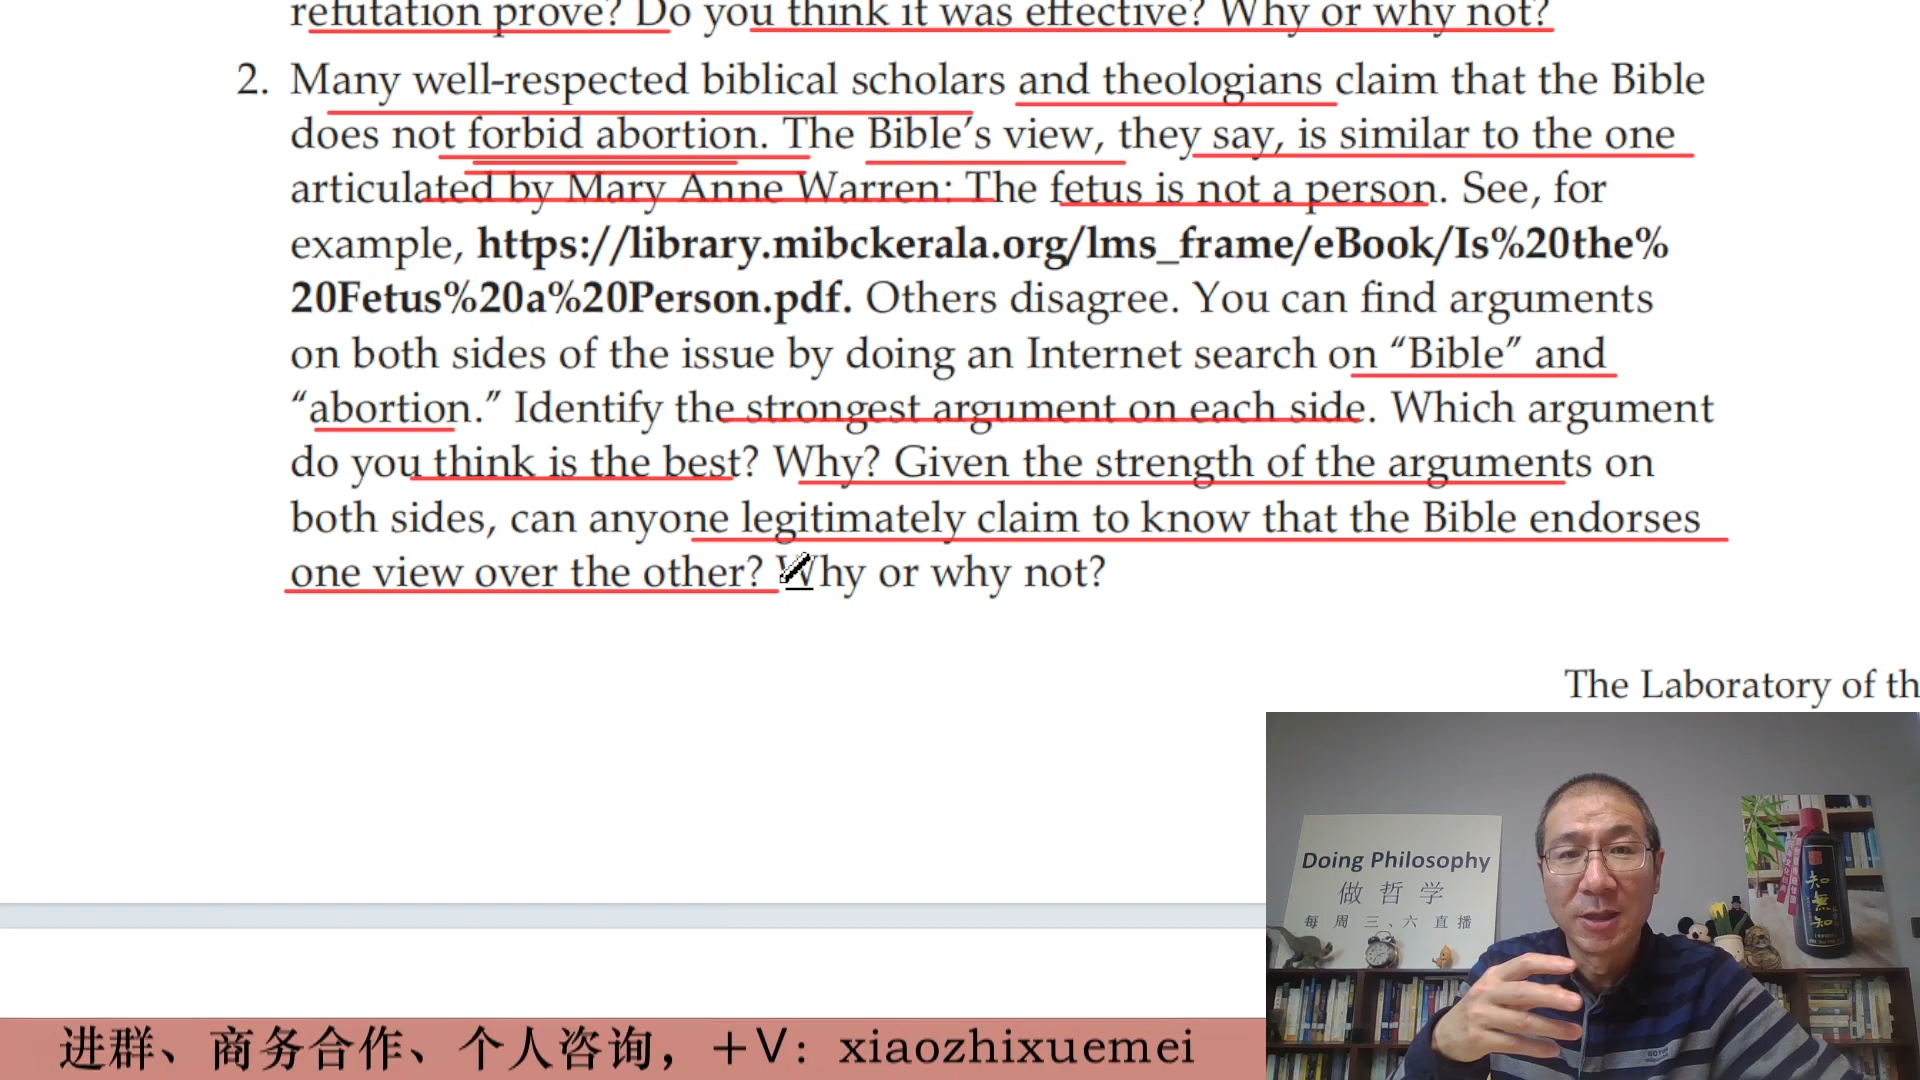 refutation prove? Do you think it was effective? Why or why not?
2. Many well-respected biblical scholars and theologians claim that the Bible
does not forbid abortion. The Bible’s view, they say, is similar to the one
articulated by Mary Anne Warren: The fetus is not a person. See, for
example, https://library.mibckerala.org/lms_frame/eBook/Is%20the%
20Fetus%20a%20Person.pdf. Others disagree. You can find arguments
on both sides of the issue by doing an Internet search on “Bible” and
“abortion.” Identify the strongest argument on each side. Which argument
do you think is the best? Why? Given the strength of the arguments on
both sides, can anyone legitimately claim to know that the Bible endorses
one view over the other? Why or why not?
The Laboratory of th
Doing Philosophy
做哲学
每周三、六直播
知無知
进群、商务合作、个人咨询，+V：xiaozhixuemei